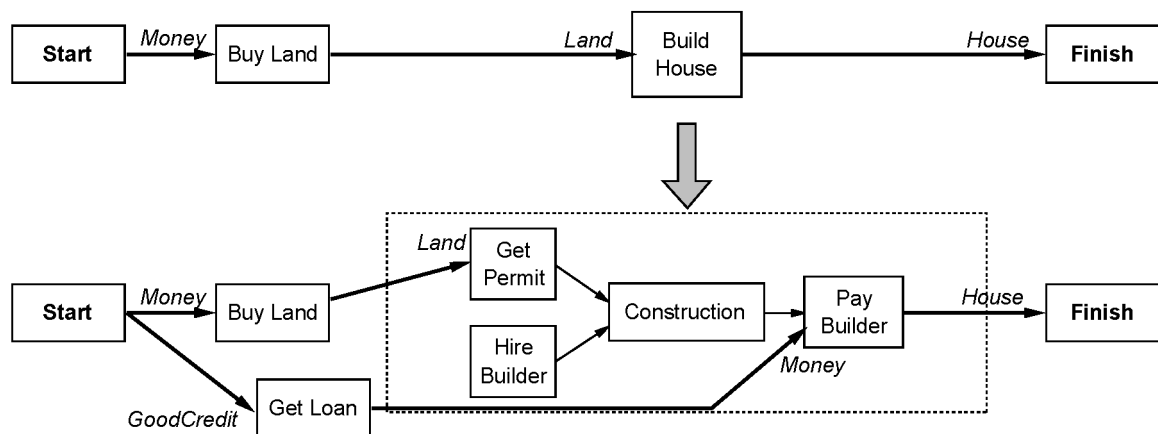 Start
Money
Buy Land
Land
Build
House
House
Finish
Land
Get
Permit
Start
Money
Buy Land
Construction
Pay
Builder
House
Finish
Hire
Builder
Money
GoodCredit
Get Loan